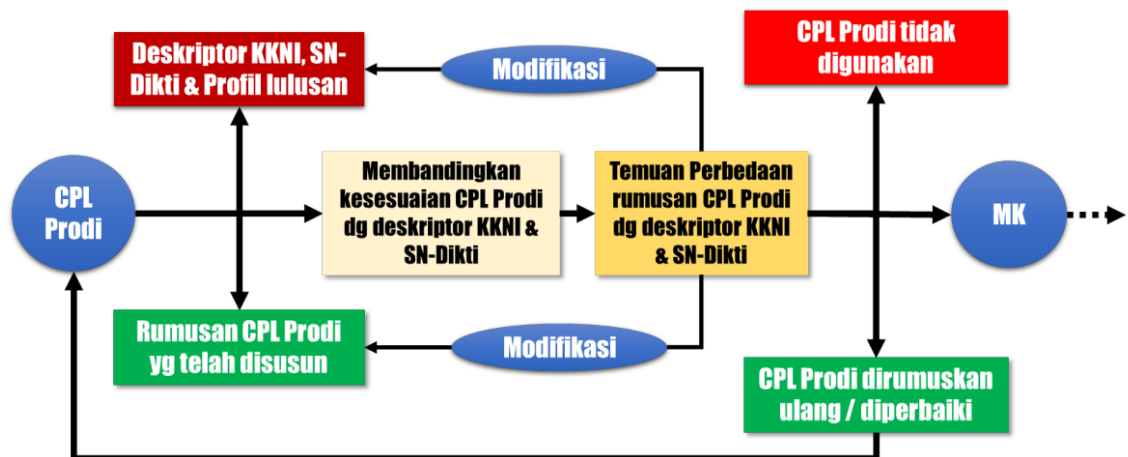 Deskriptor KKNI, SN-
Dikti & Profil lulusan
Modifikasi
CPL Prodi tidak
digunakan
CPL
Prodi
Membandingkan
kesesuaian CPL Prodi
dg deskriptor KKNI &
SN-Dikti
Temuan Perbedaan
rumusan CPL Prodi
dg deskriptor KKNI
& SN-Dikti
MK
Rumusan CPL Prodi
yg telah disusun
Modifikasi
CPL Prodi dirumuskan
ulang / diperbaiki